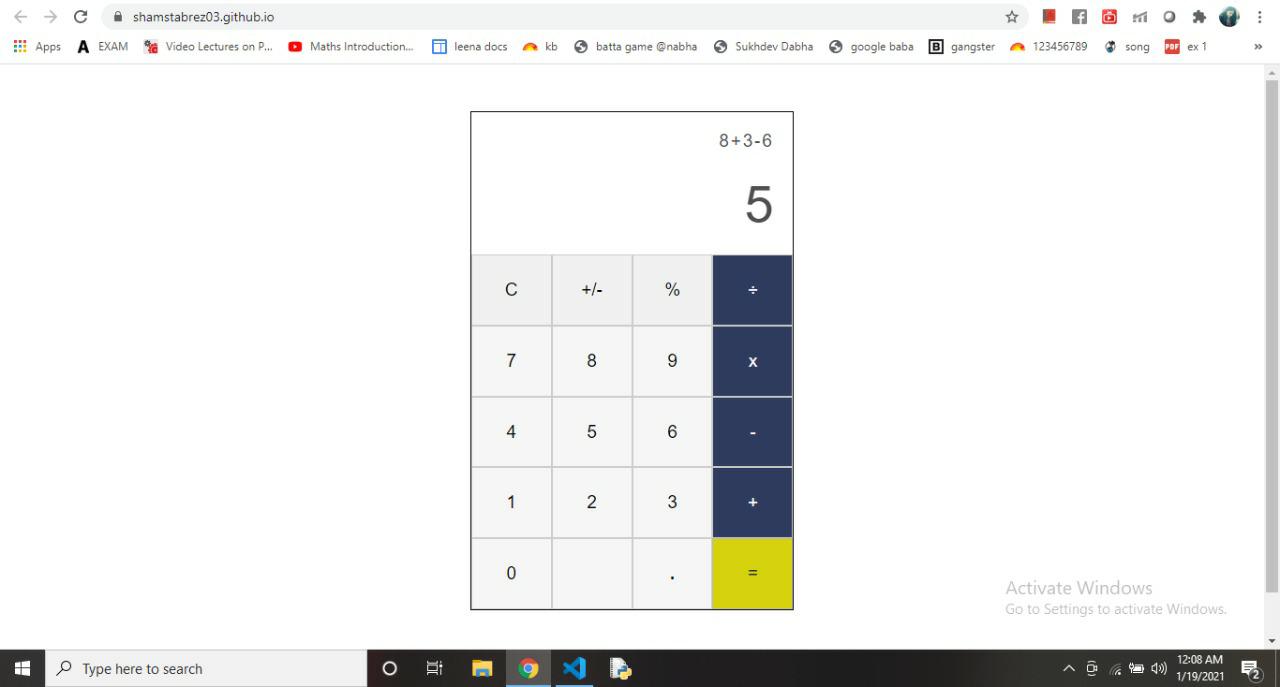 shamstabrez03.github.io
Apps A EXAM Video Lectures on P... Maths Introduction... leena docs kb batta game @nabha Sukhdev Dabha google baba B gangster 123456789 song PDF ex 1 »
8+3-6
5
C +/- % ÷
7 8 9 x
4 5 6 -
1 2 3 +
0 . =
Activate Windows
Go to Settings to activate Windows.
Type here to search
12:08 AM
1/19/2021
2